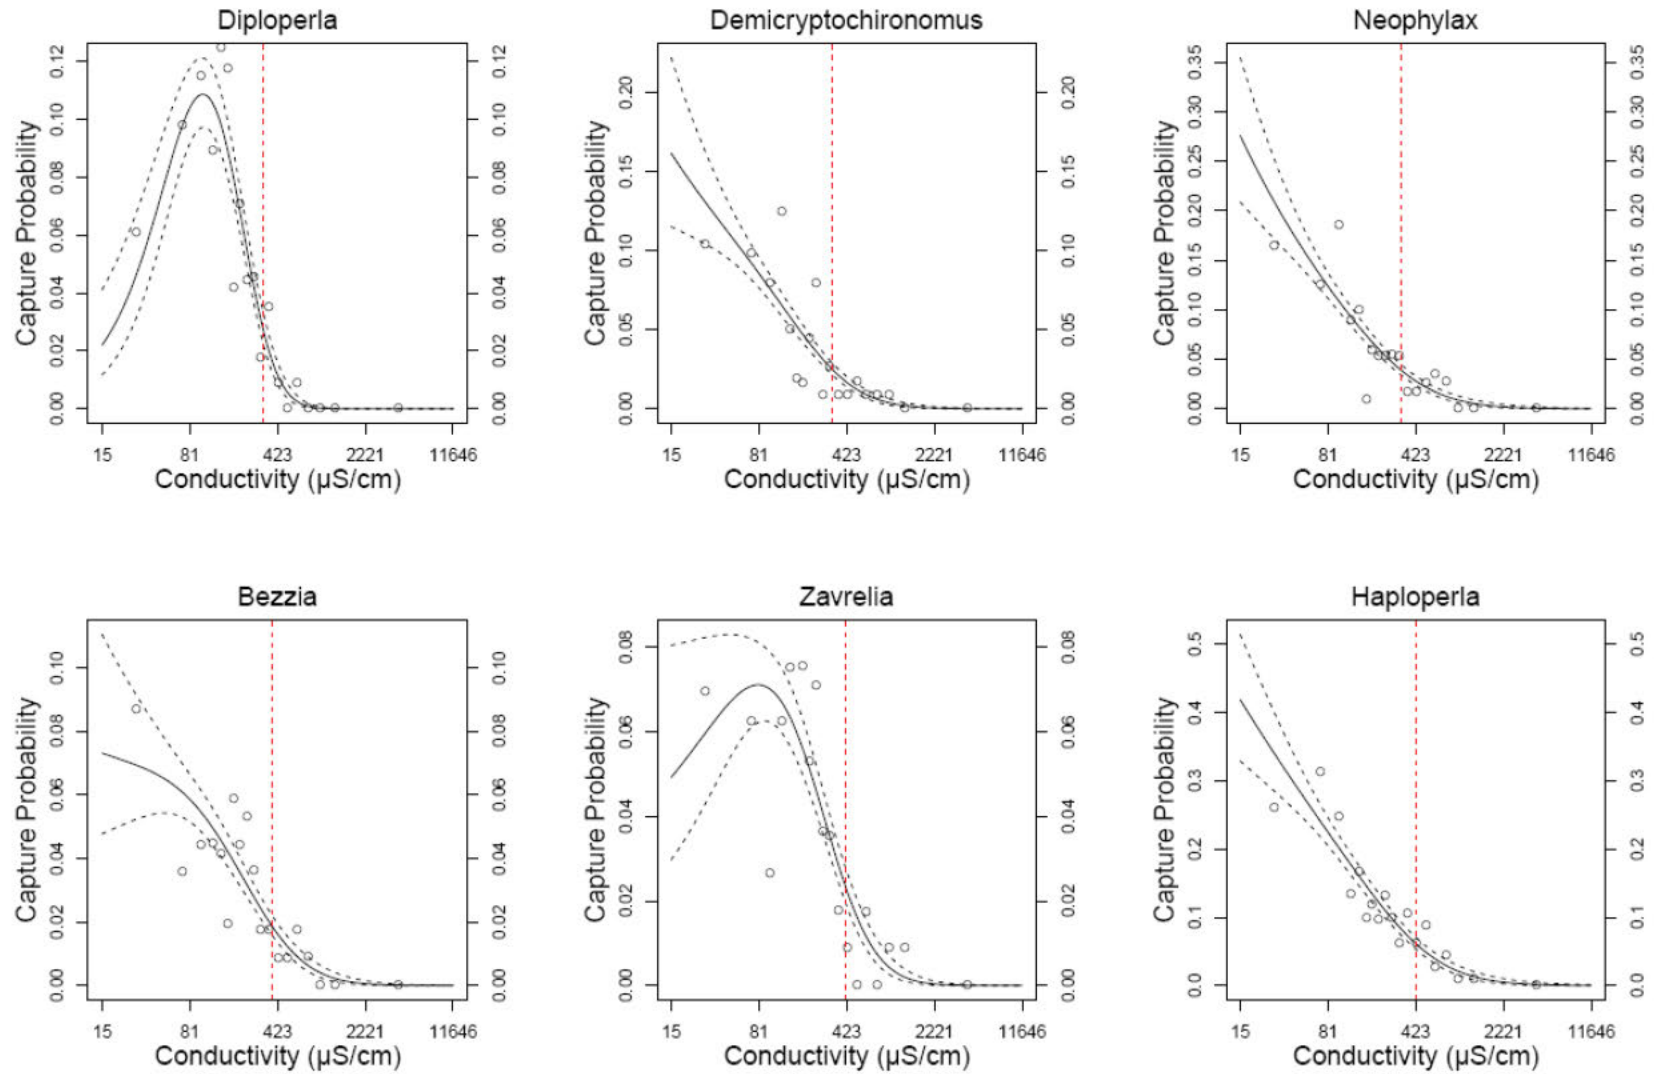 Diploperla
Demicryptochironomus
Neophylax
Capture Probability
0.00 0.02 0.04 0.06 0.08 0.10 0.12
0.00 0.02 0.04 0.06 0.08 0.10 0.12
15 81 423 2221 11646
Conductivity (µS/cm)
Capture Probability
0.00 0.05 0.10 0.15 0.20
0.00 0.05 0.10 0.15 0.20
15 81 423 2221 11646
Conductivity (µS/cm)
Capture Probability
0.00 0.05 0.10 0.15 0.20 0.25 0.30 0.35
0.00 0.05 0.10 0.15 0.20 0.25 0.30 0.35
15 81 423 2221 11646
Conductivity (µS/cm)
Bezzia
Zavrelia
Haploperla
Capture Probability
0.00 0.02 0.04 0.06 0.08 0.10
0.00 0.02 0.04 0.06 0.08 0.10
15 81 423 2221 11646
Conductivity (µS/cm)
Capture Probability
0.00 0.02 0.04 0.06 0.08
0.00 0.02 0.04 0.06 0.08
15 81 423 2221 11646
Conductivity (µS/cm)
Capture Probability
0.0 0.1 0.2 0.3 0.4 0.5
0.0 0.1 0.2 0.3 0.4 0.5
15 81 423 2221 11646
Conductivity (µS/cm)